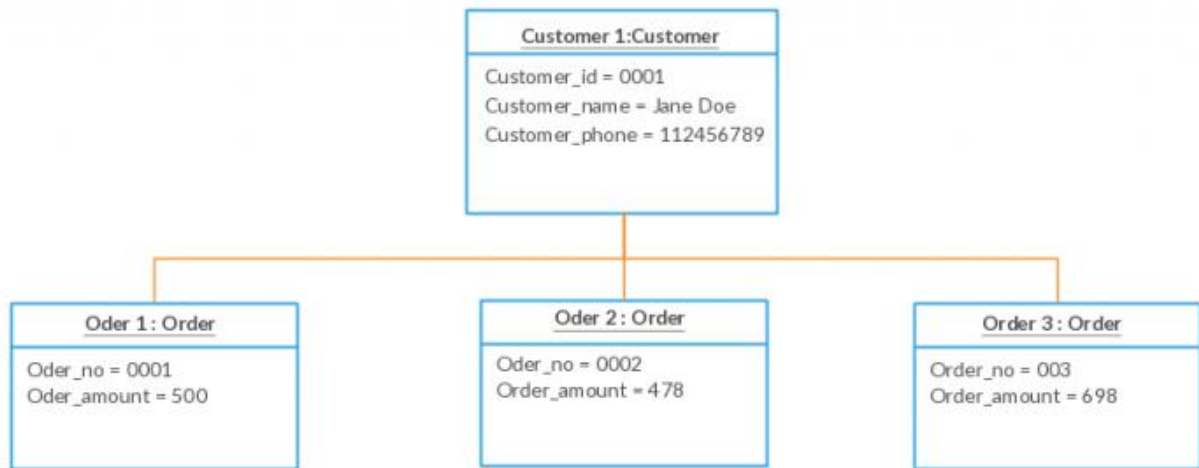 Customer 1:Customer
Customer_id = 0001
Customer_name = Jane Doe
Customer_phone = 112456789
Oder 1 : Order
Oder_no = 0001
Oder_amount = 500
Oder 2 : Order
Oder_no = 0002
Order_amount = 478
Order 3 : Order
Order_no = 003
Order_amount = 698